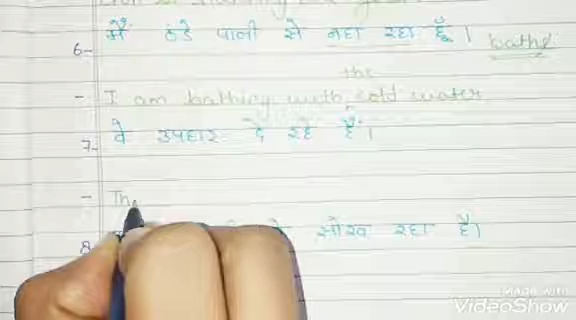 6- मैं ठंडे पानी से नहा रहा हूँ। bathe
the
- I am bathing with cold water
7- वे उपहार दे रहे हैं।
- Th
8 सीख रहा है।
Made with
VideoShow